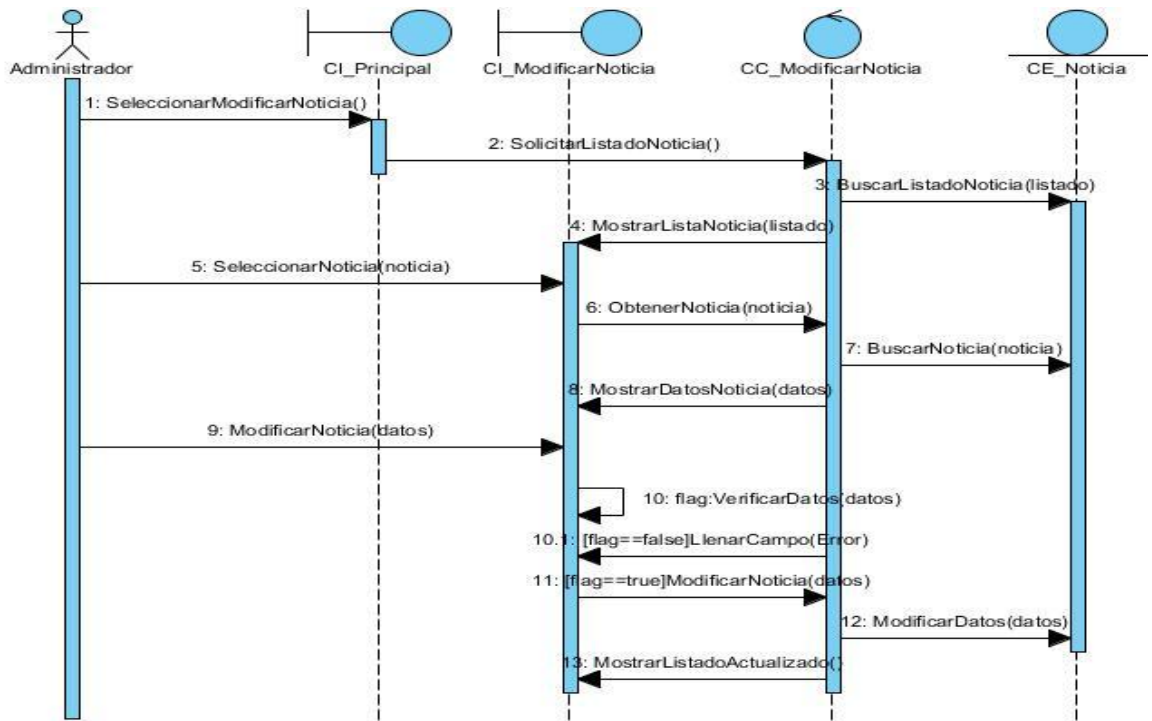 Administrador
CI_Principal
CI_ModificarNoticia
CC_ModificarNoticia
CE_Noticia
1: SeleccionarModificarNoticia()
2: SolicitarListadoNoticia()
3: BuscarListadoNoticia(listado)
4: MostrarListaNoticia(listado)
5: SeleccionarNoticia(noticia)
6: ObtenerNoticia(noticia)
7: BuscarNoticia(noticia)
8: MostrarDatosNoticia(datos)
9: ModificarNoticia(datos)
10: flag:VerificarDatos(datos)
10.1: [flag==false]LlenarCampo(Error)
11: [flag==true]ModificarNoticia(datos)
12: ModificarDatos(datos)
13: MostrarListadoActualizado()